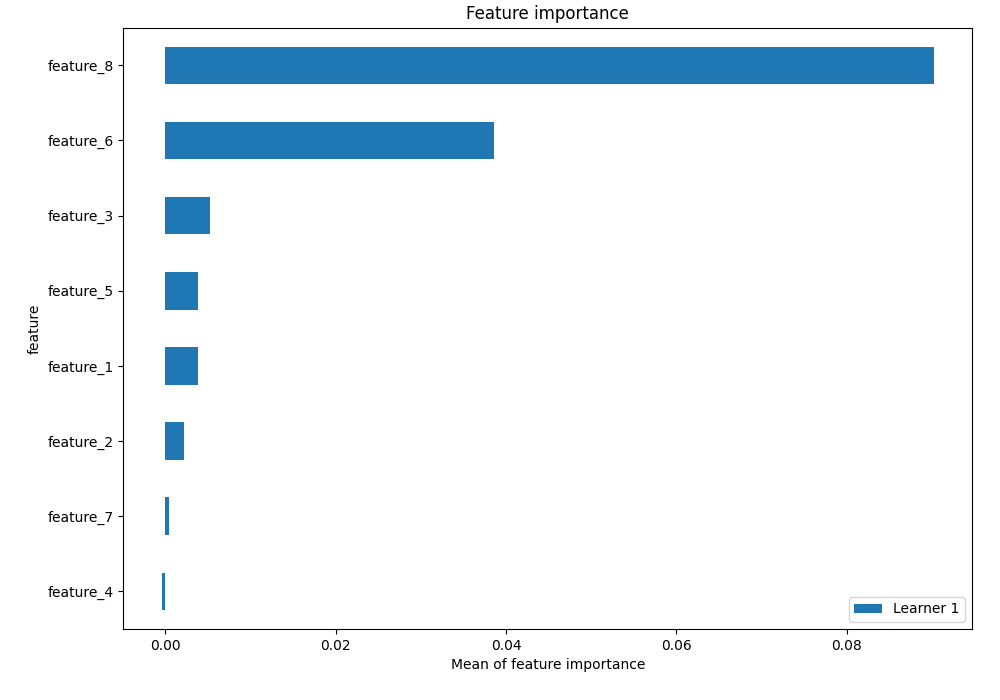 Feature importance
feature_8
feature_6
feature_3
feature_5
feature_1
feature_2
feature_7
feature_4
feature
0.00 0.02 0.04 0.06 0.08
Mean of feature importance
Learner 1